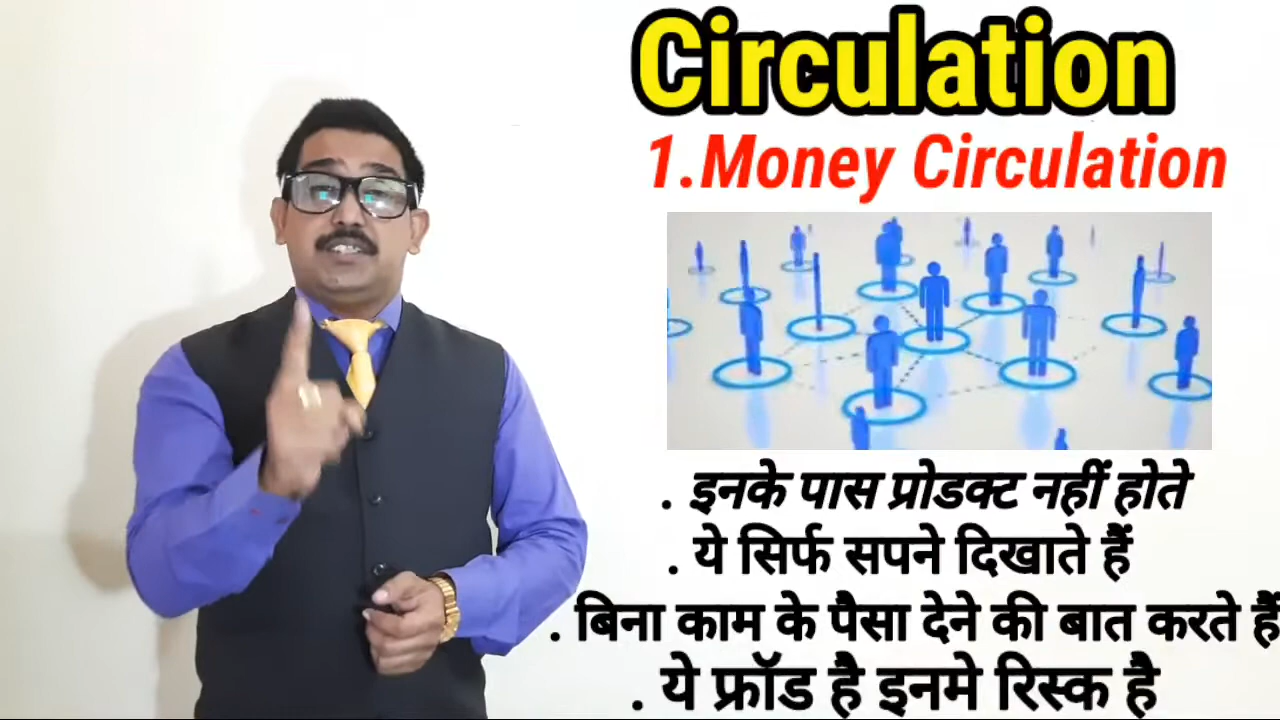 Circulation
1.Money Circulation
. इनके पास प्रोडक्ट नहीं होते
. ये सिर्फ सपने दिखाते हैं
. बिना काम के पैसा देने की बात करते हैं
. ये फ्रॉड है इनमे रिस्क है